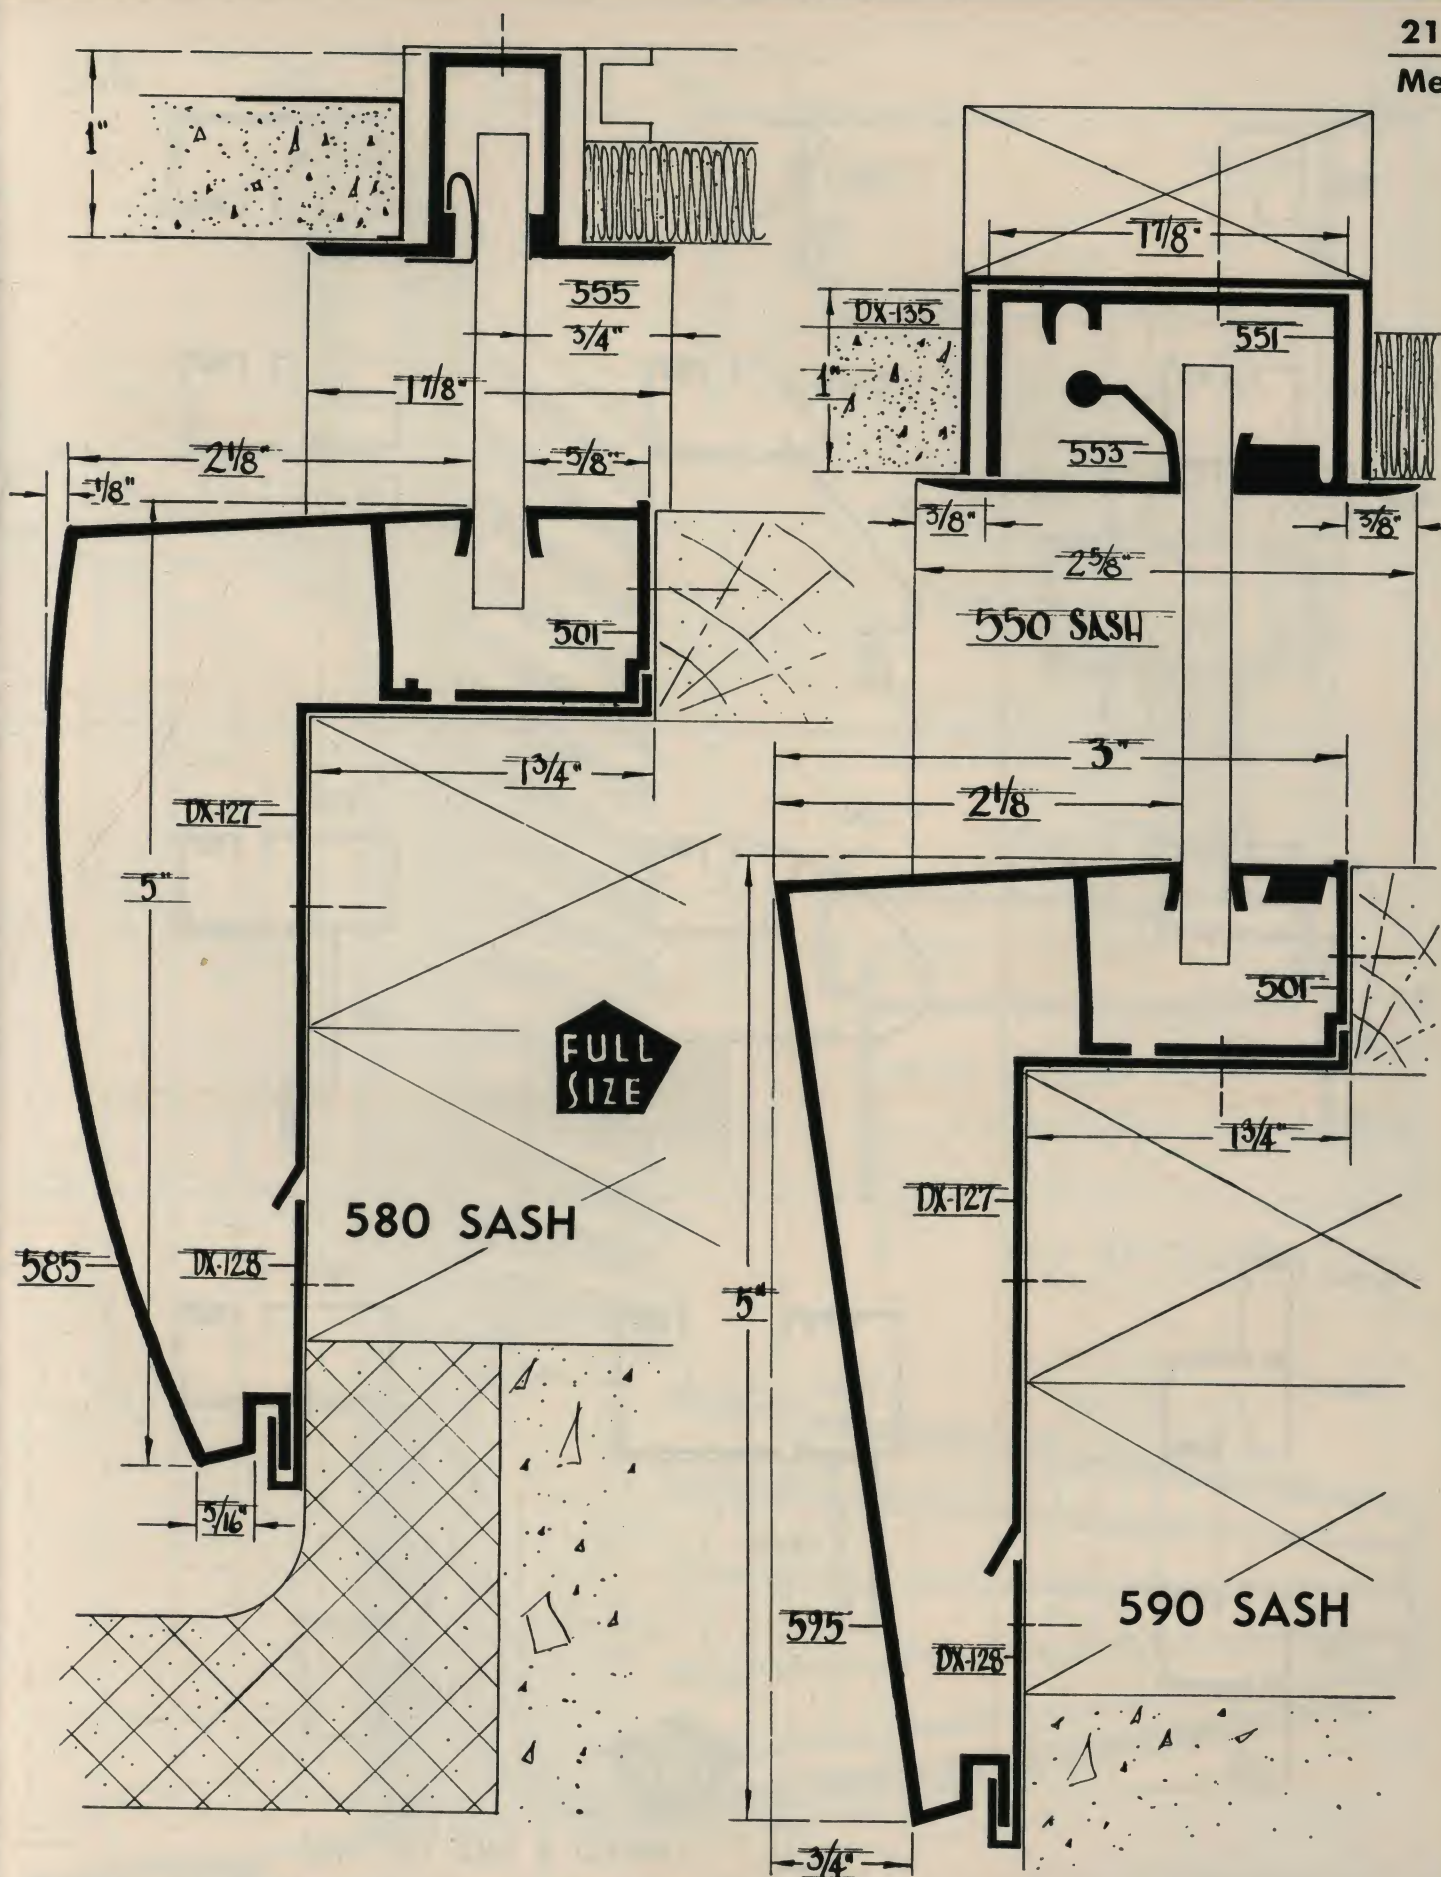 21
Me
1"
555
3/4"
1 7/8"
2 1/8"
5/8"
1/8"
501
1 3/4"
DX-127
5"
FULL
SIZE
580 SASH
585
DX-128
5/16"
1 7/8"
DX-135
551
1"
553
3/8"
3/8"
2 5/8"
550 SASH
3"
2 1/8
501
1 3/4"
DX-127
5"
590 SASH
595
DX-128
3/4"